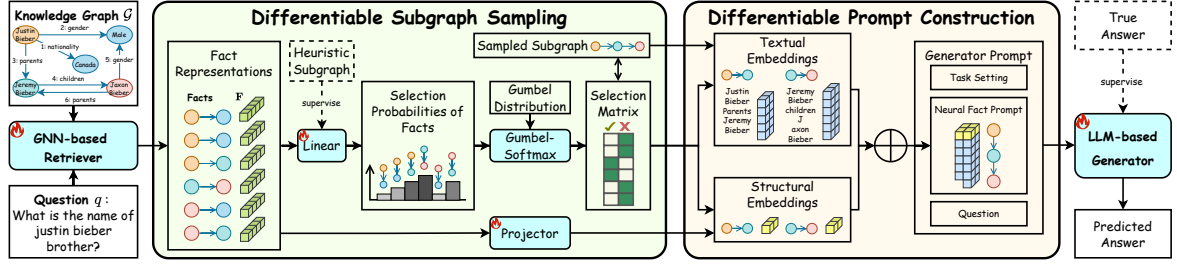 Knowledge Graph 𝒢
Justin
Bieber
2: gender
Male
1: nationality
Canada
3: parents
5: gender
4: children
Jeremy
Bieber
Jaxon
Bieber
6: parents
GNN-based
Retriever
Question q :
What is the name of
justin bieber
brother?
Differentiable Subgraph Sampling
Fact
Representations
Facts F
Heuristic
Subgraph
supervise
Linear
Selection
Probabilities of
Facts
Sampled Subgraph
Gumbel
Distribution
Gumbel-
Softmax
Selection
Matrix
✓ ✗
Projector
Differentiable Prompt Construction
Textual
Embeddings
Justin
Bieber
Parents
Jeremy
Bieber
Jeremy
Bieber
children
J
axon
Bieber
Structural
Embeddings
Generator Prompt
Task Setting
Neural Fact Prompt
Question
True
Answer
supervise
LLM-based
Generator
Predicted
Answer